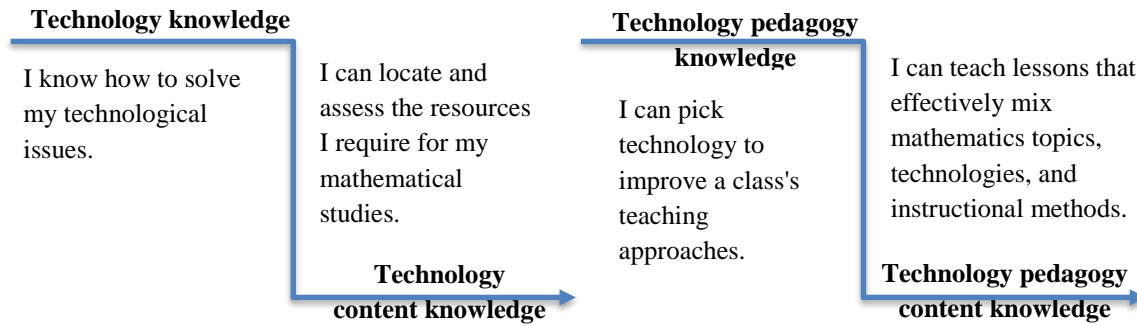 Technology knowledge
I know how to solve
my technological
issues.
I can locate and
assess the resources
I require for my
mathematical
studies.
Technology
content knowledge
Technology pedagogy
knowledge
I can pick
technology to
improve a class's
teaching
approaches.
I can teach lessons that
effectively mix
mathematics topics,
technologies, and
instructional methods.
Technology pedagogy
content knowledge